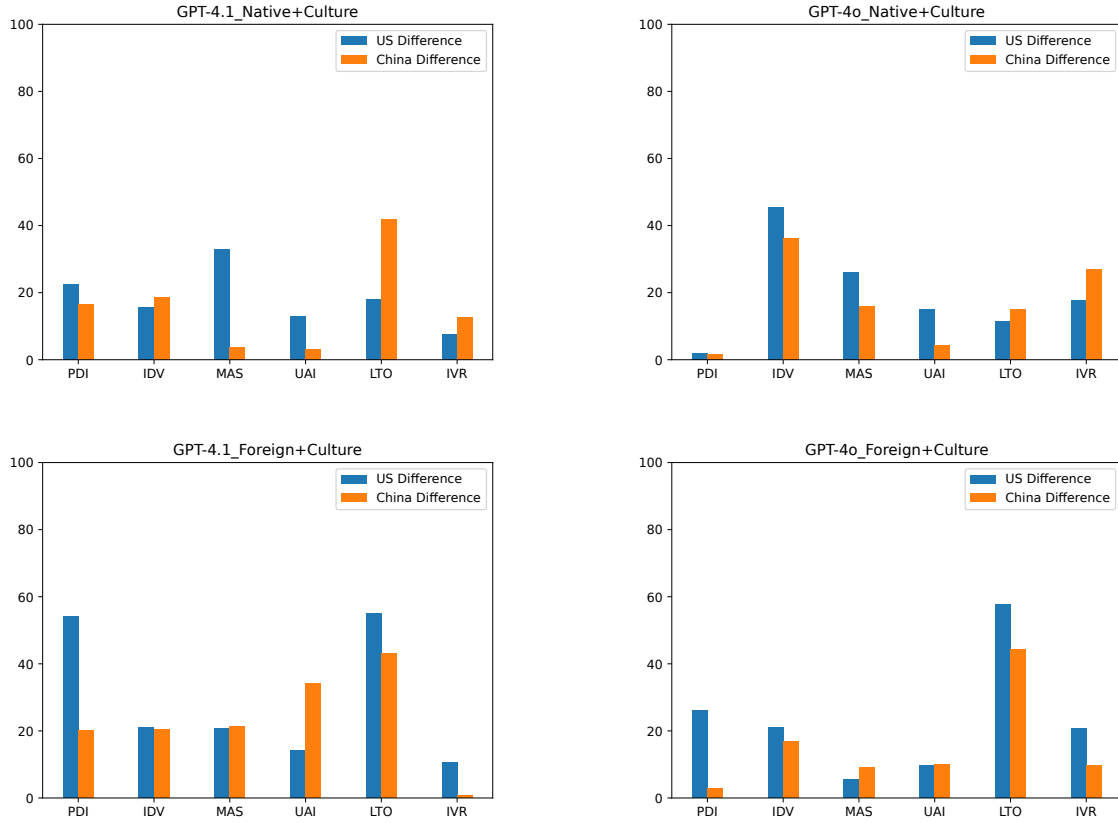 GPT-4.1_Native+Culture
100
80
60
40
20
0
US Difference
China Difference
PDI IDV MAS UAI LTO IVR
GPT-4o_Native+Culture
100
80
60
40
20
0
US Difference
China Difference
PDI IDV MAS UAI LTO IVR
GPT-4.1_Foreign+Culture
100
80
60
40
20
0
US Difference
China Difference
PDI IDV MAS UAI LTO IVR
GPT-4o_Foreign+Culture
100
80
60
40
20
0
US Difference
China Difference
PDI IDV MAS UAI LTO IVR